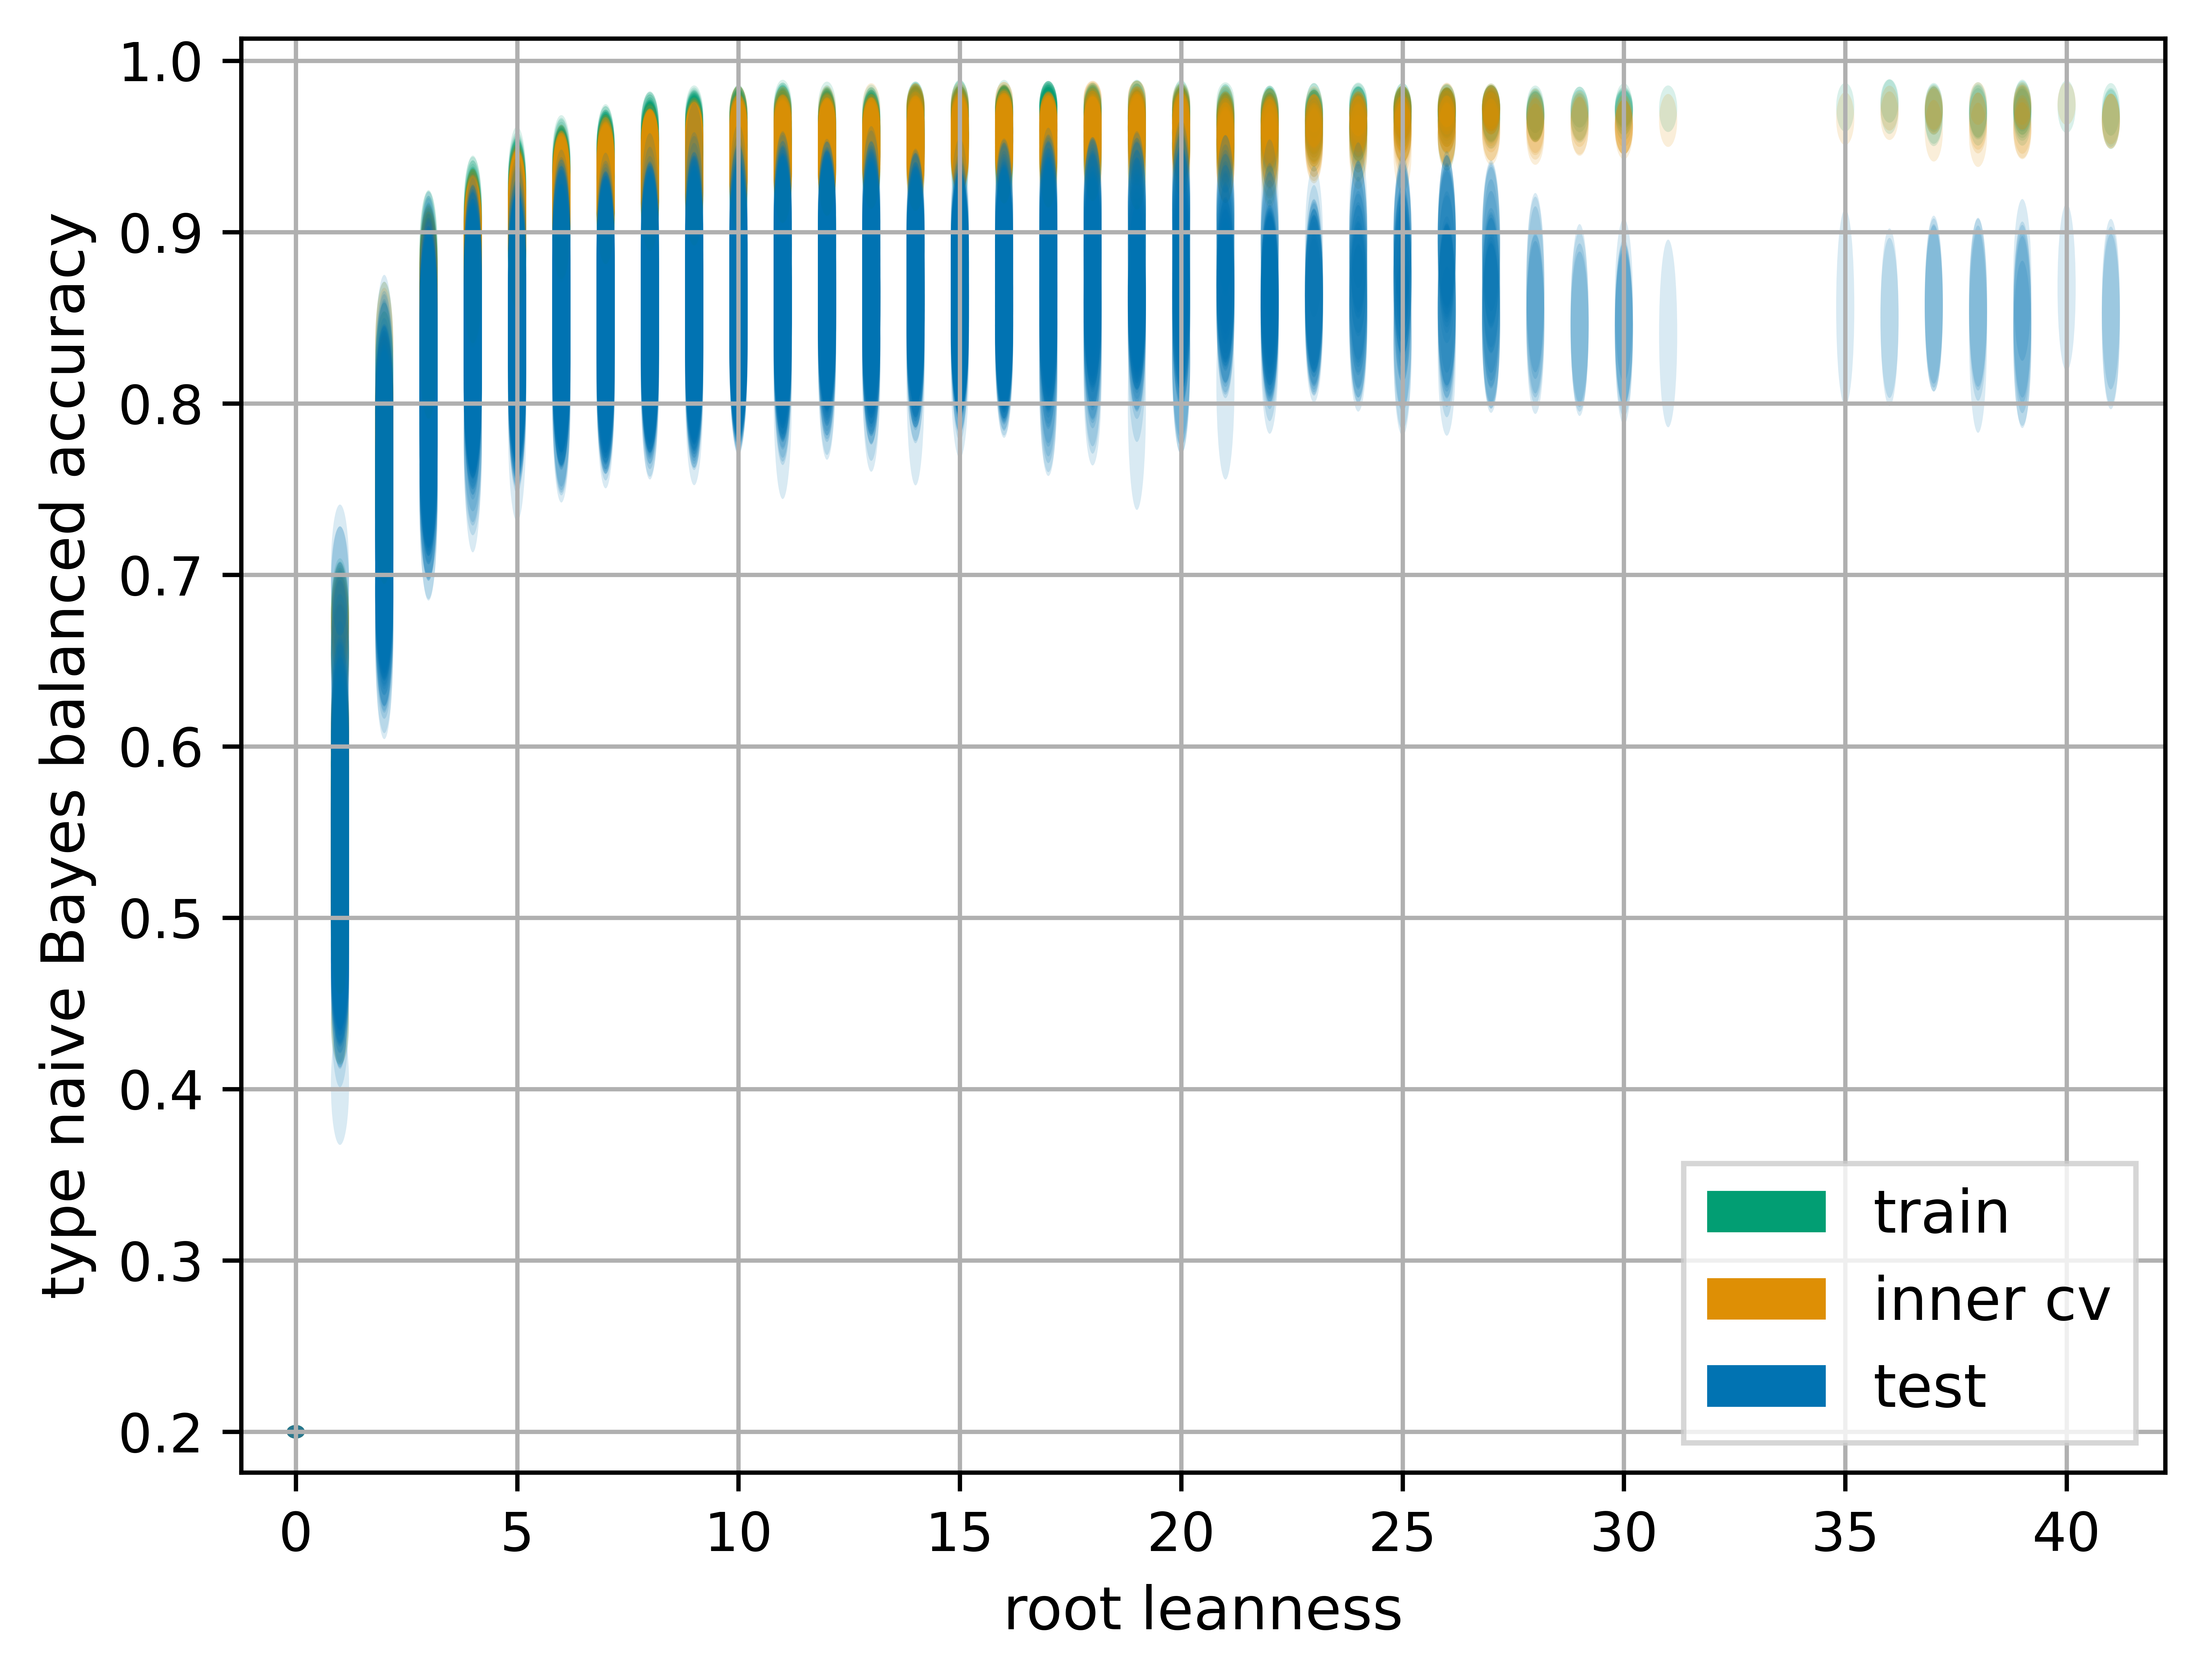 type naive Bayes balanced accuracy
1.0
0.9
0.8
0.7
0.6
0.5
0.4
0.3
0.2
0 5 10 15 20 25 30 35 40
root leanness
train
inner cv
test